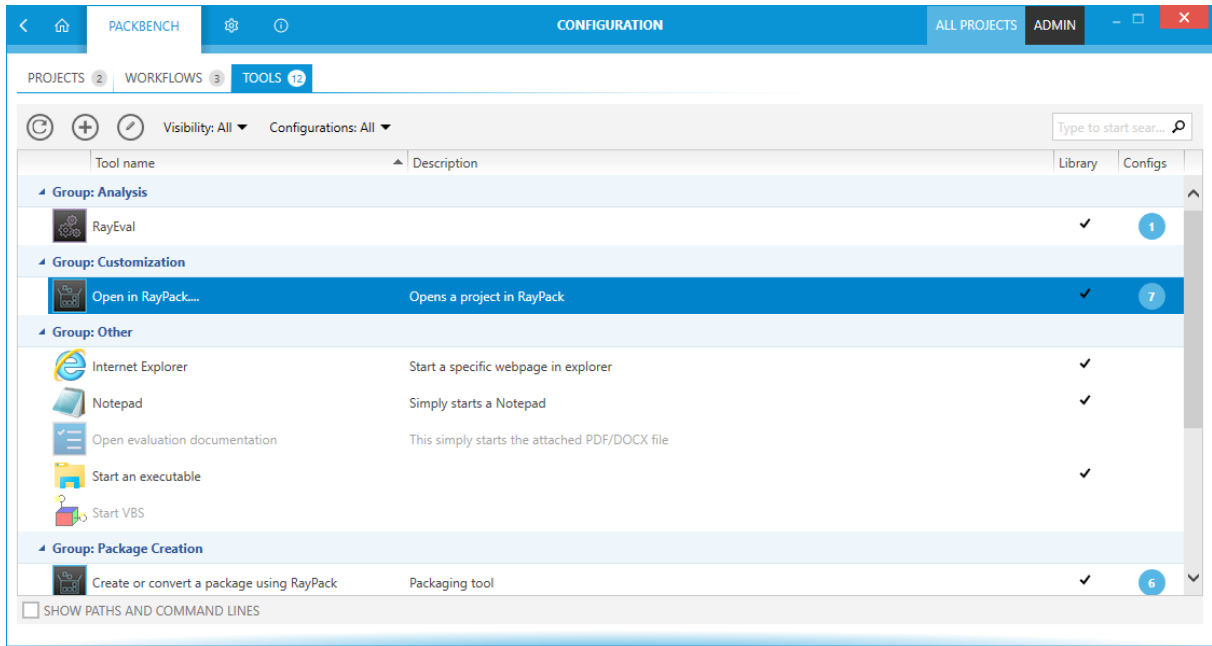 PACKBENCH CONFIGURATION ALL PROJECTS ADMIN
PROJECTS 2 WORKFLOWS 3 TOOLS 12
Visibility: All Configurations: All Type to start sear...
Tool name Description Library Configs
Group: Analysis
RayEval 1
Group: Customization
Open in RayPack.... Opens a project in RayPack 7
Group: Other
Internet Explorer Start a specific webpage in explorer
Notepad Simply starts a Notepad
Open evaluation documentation This simply starts the attached PDF/DOCX file
Start an executable
Start VBS
Group: Package Creation
Create or convert a package using RayPack Packaging tool 6
SHOW PATHS AND COMMAND LINES